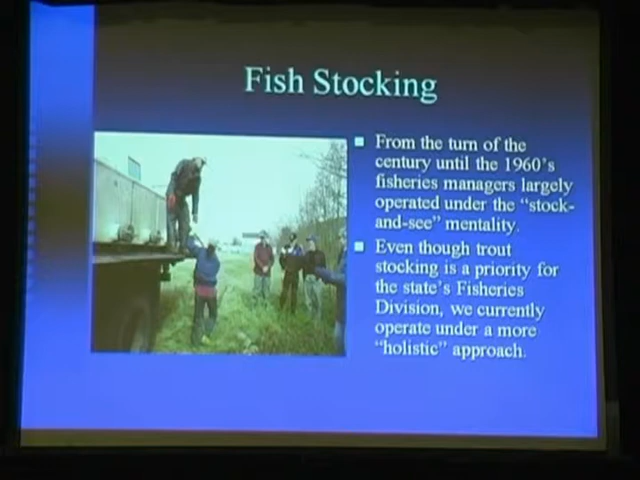 Fish Stocking
From the turn of the
century until the 1960's
fisheries managers largely
operated under the "stock-
and-see" mentality.
Even though trout
stocking is a priority for
the state's Fisheries
Division, we currently
operate under a more
"holistic" approach.